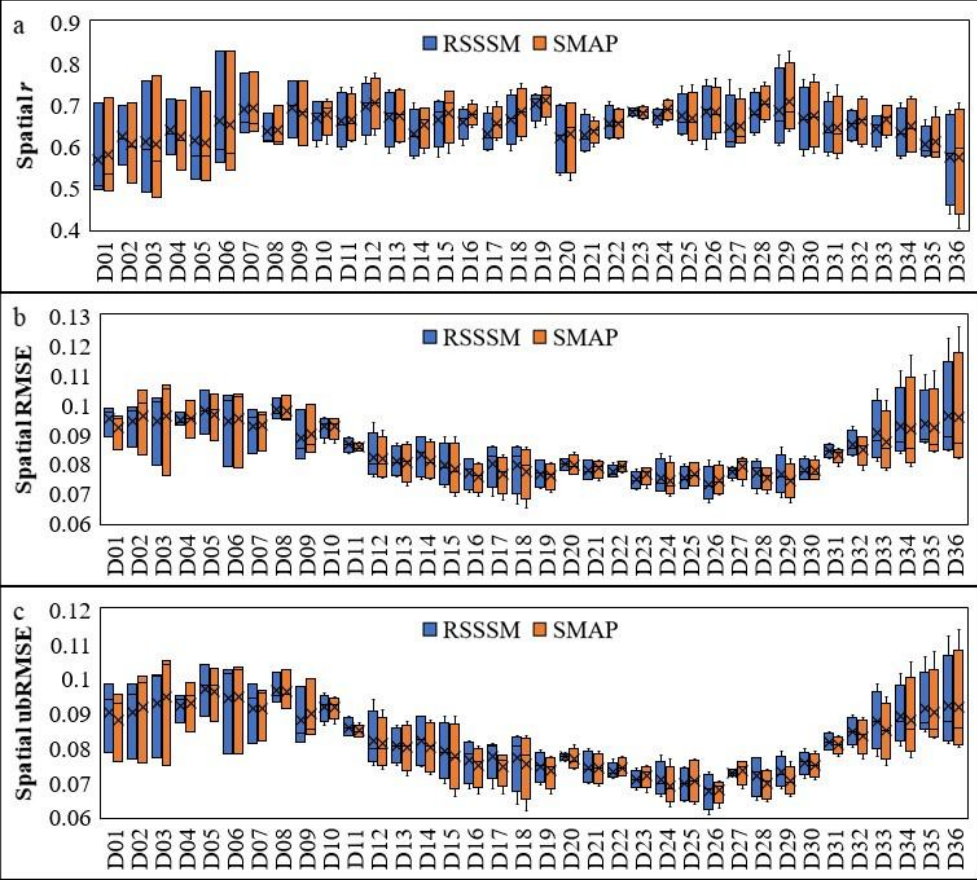 a
Spatial r
0.9
0.8
0.7
0.6
0.5
0.4
RSSSM SMAP
D01 D02 D03 D04 D05 D06 D07 D08 D09 D10 D11 D12 D13 D14 D15 D16 D17 D18 D19 D20 D21 D22 D23 D24 D25 D26 D27 D28 D29 D30 D31 D32 D33 D34 D35 D36
b
Spatial RMSE
0.13
0.12
0.11
0.1
0.09
0.08
0.07
0.06
RSSSM SMAP
D01 D02 D03 D04 D05 D06 D07 D08 D09 D10 D11 D12 D13 D14 D15 D16 D17 D18 D19 D20 D21 D22 D23 D24 D25 D26 D27 D28 D29 D30 D31 D32 D33 D34 D35 D36
c
Spatial ubRMSE
0.12
0.11
0.1
0.09
0.08
0.07
0.06
RSSSM SMAP
D01 D02 D03 D04 D05 D06 D07 D08 D09 D10 D11 D12 D13 D14 D15 D16 D17 D18 D19 D20 D21 D22 D23 D24 D25 D26 D27 D28 D29 D30 D31 D32 D33 D34 D35 D36